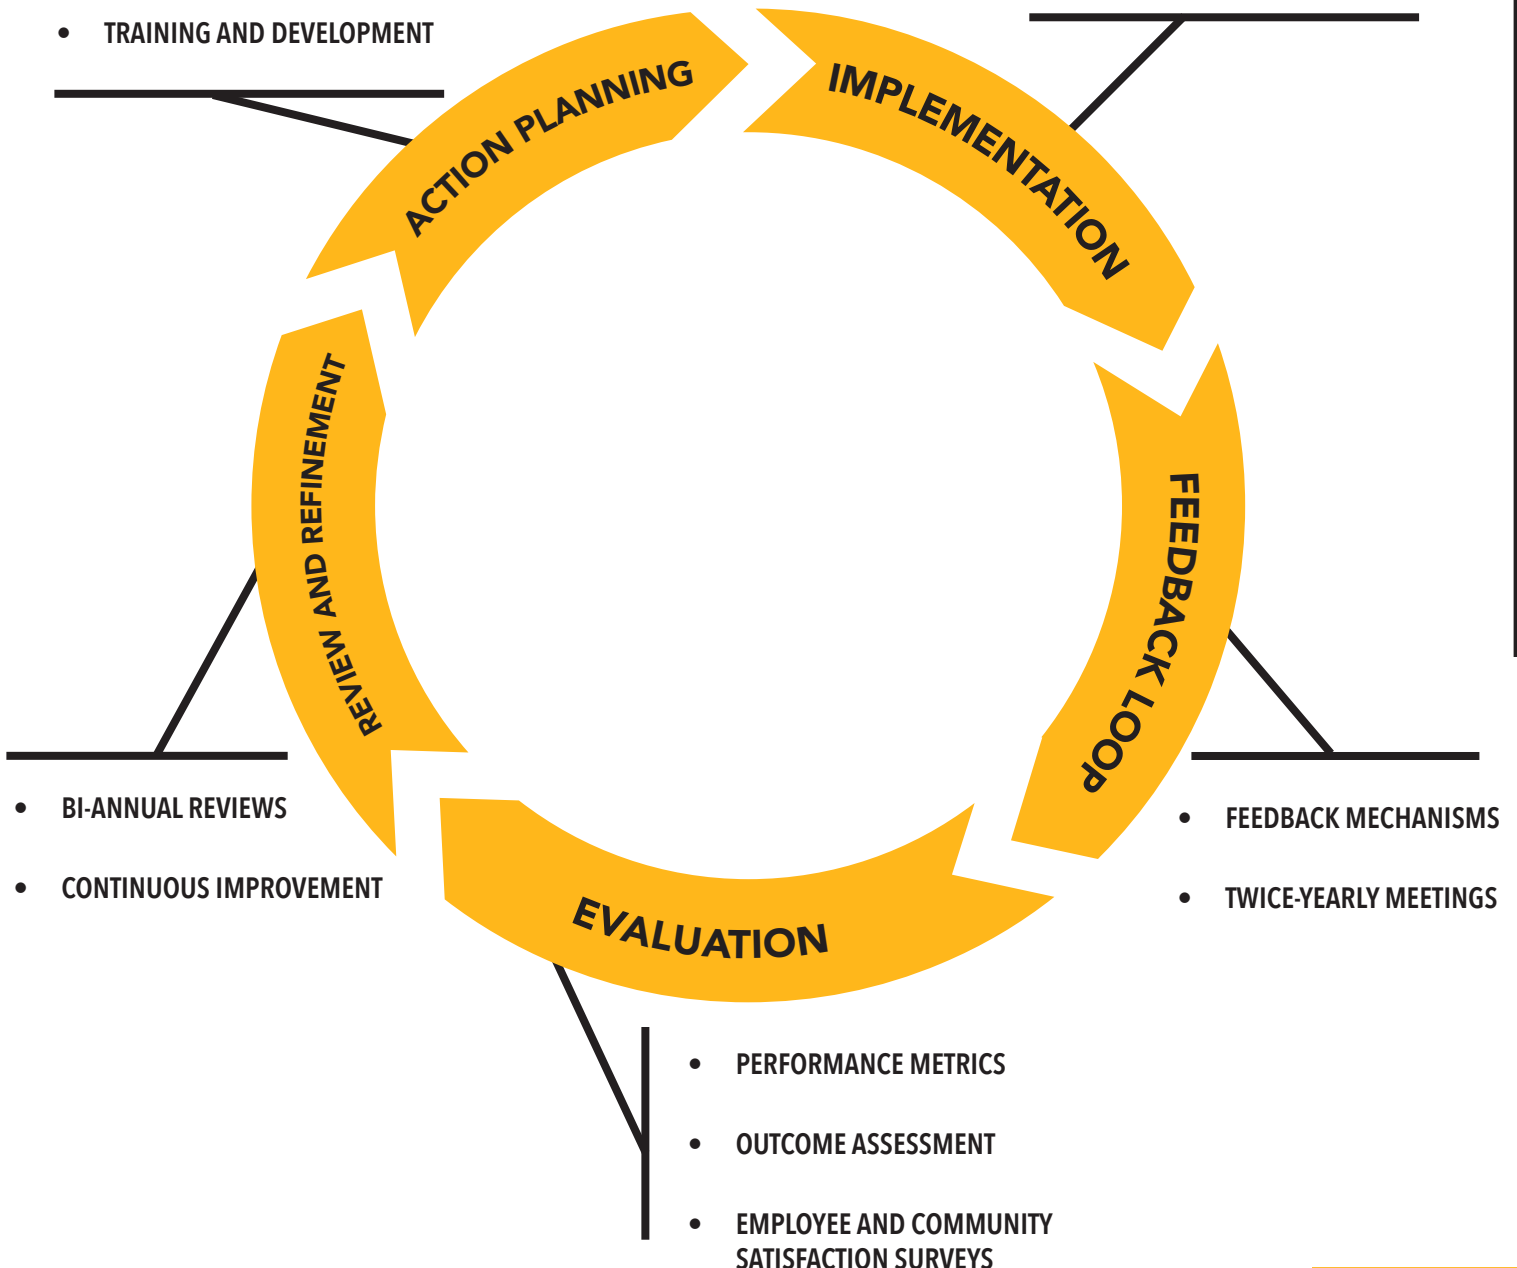 • TRAINING AND DEVELOPMENT
ACTION PLANNING
IMPLEMENTATION
REVIEW AND REFINEMENT
FEEDBACK LOOP
• BI-ANNUAL REVIEWS
• CONTINUOUS IMPROVEMENT
• FEEDBACK MECHANISMS
• TWICE-YEARLY MEETINGS
EVALUATION
• PERFORMANCE METRICS
• OUTCOME ASSESSMENT
• EMPLOYEE AND COMMUNITY
SATISFACTION SURVEYS